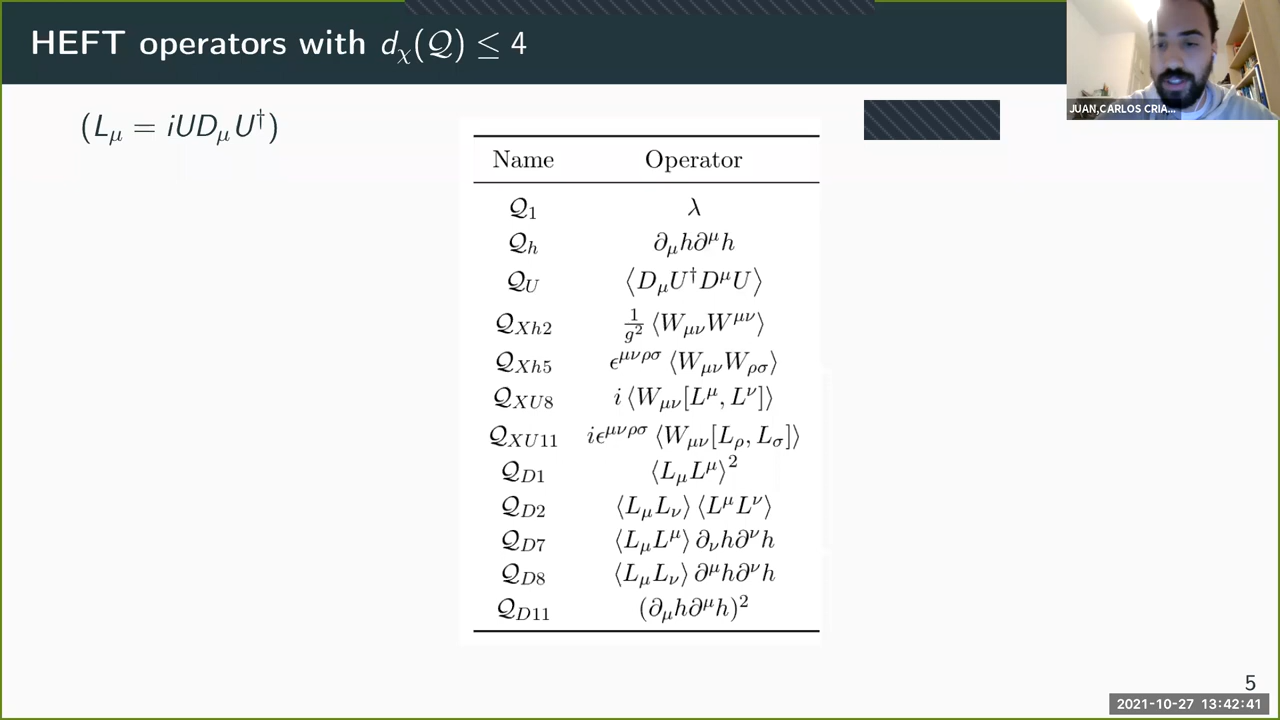 HEFT operators with dχ(𝒬) ≤ 4
JUAN,CARLOS CRIA...
(L_μ = iUD_μU†)
Name Operator
𝒬_1 λ
𝒬_h ∂_μh∂^μh
𝒬_U ⟨D_μU†D^μU⟩
𝒬_Xh2 1/g² ⟨W_μνW^μν⟩
𝒬_Xh5 ϵ^μνρσ ⟨W_μνW_ρσ⟩
𝒬_XU8 i ⟨W_μν[L^μ, L^ν]⟩
𝒬_XU11 iϵ^μνρσ ⟨W_μν[L_ρ, L_σ]⟩
𝒬_D1 ⟨L_μL^μ⟩²
𝒬_D2 ⟨L_μL_ν⟩ ⟨L^μL^ν⟩
𝒬_D7 ⟨L_μL^μ⟩ ∂_νh∂^νh
𝒬_D8 ⟨L_μL_ν⟩ ∂^μh∂^νh
𝒬_D11 (∂_μh∂^μh)²
5
2021-10-27 13:42:41